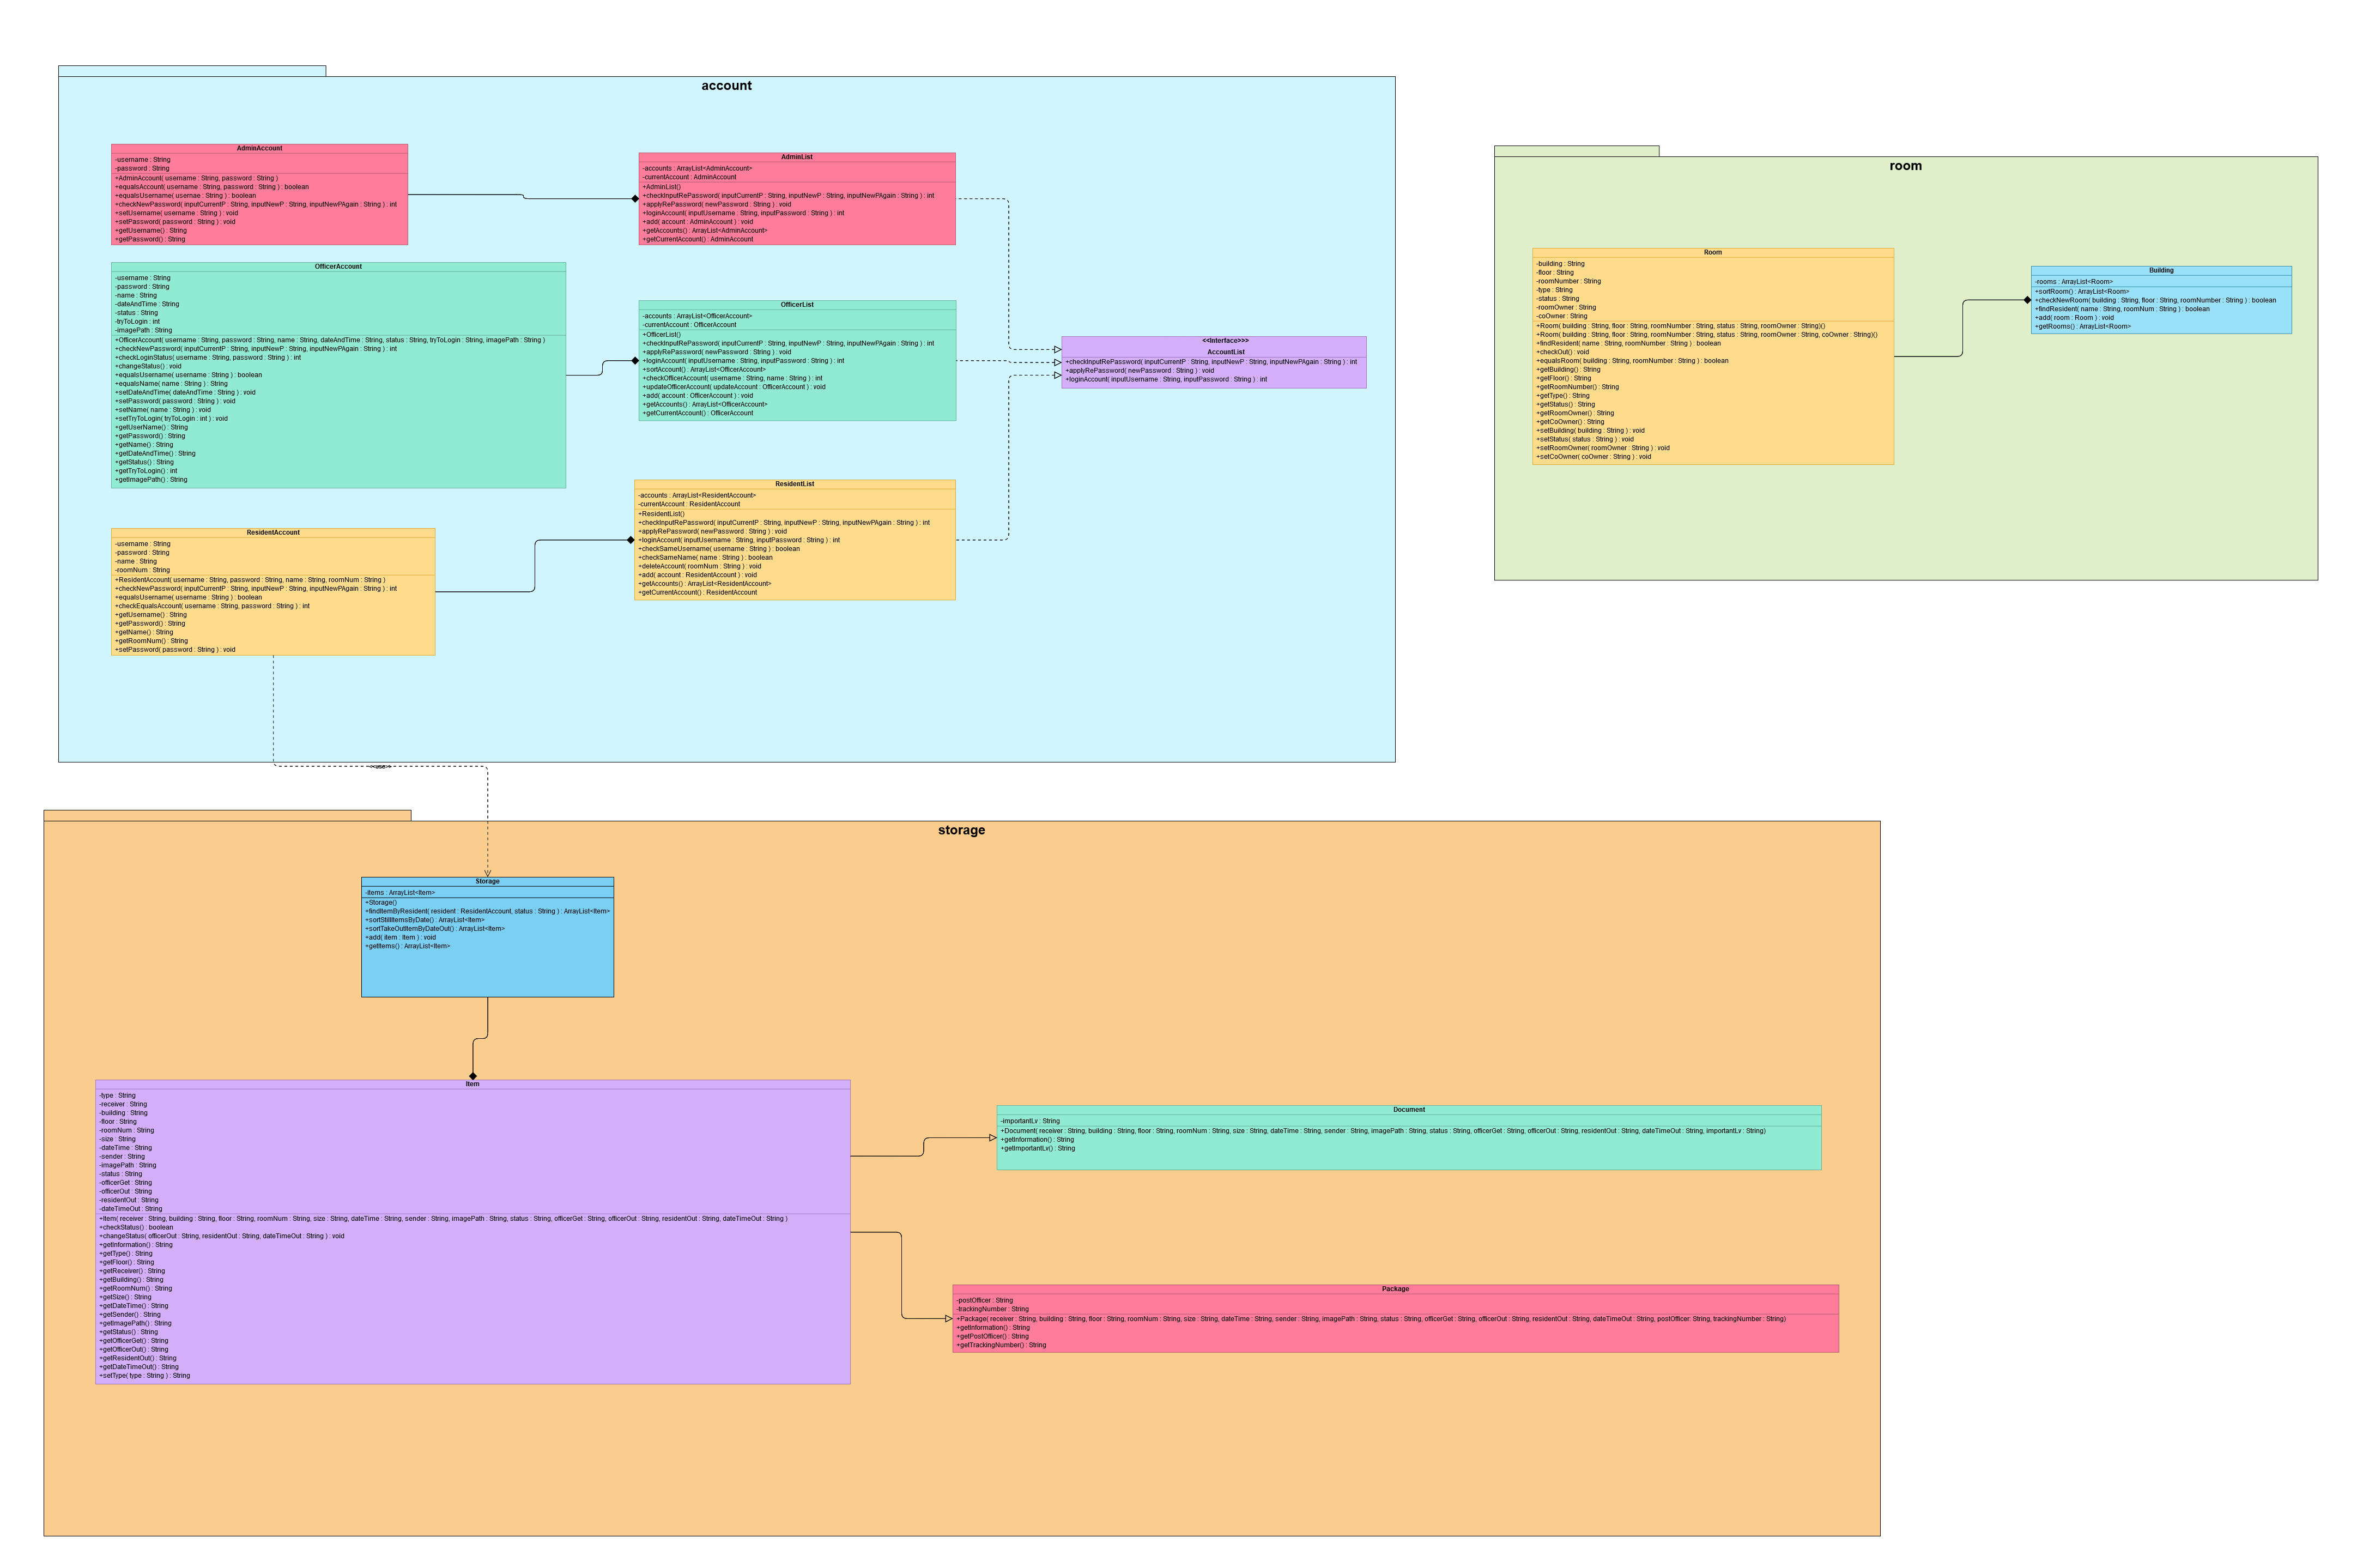 account
AdminAccount
-username : String
-password : String
+AdminAccount( username : String, password : String )
+equalsAccount( username : String, password : String ) : boolean
+equalsUsername( usernae : String ) : boolean
+checkNewPassword( inputCurrentP : String, inputNewP : String, inputNewPAgain : String ) : int
+setUsername( username : String ) : void
+setPassword( password : String ) : void
+getUsername() : String
+getPassword() : String
AdminList
-accounts : ArrayList<AdminAccount>
-currentAccount : AdminAccount
+AdminList()
+checkInputRePassword( inputCurrentP : String, inputNewP : String, inputNewPAgain : String ) : int
+applyRePassword( newPassword : String ) : void
+loginAccount( inputUsername : String, inputPassword : String ) : int
+add( account : AdminAccount ) : void
+getAccounts() : ArrayList<AdminAccount>
+getCurrentAccount() : AdminAccount
OfficerAccount
-username : String
-password : String
-name : String
-dateAndTime : String
-status : String
-tryToLogin : int
-imagePath : String
+OfficerAccount( username : String, password : String, name : String, dateAndTime : String, status : String, tryToLogin : String, imagePath : String )
+checkNewPassword( inputCurrentP : String, inputNewP : String, inputNewPAgain : String ) : int
+checkLoginStatus( username : String, password : String ) : int
+changeStatus() : void
+equalsUsername( username : String ) : boolean
+equalsName( name : String ) : String
+setDateAndTime( dateAndTime : String ) : void
+setPassword( password : String ) : void
+setName( name : String ) : void
+setTryToLogin( tryToLogin : int ) : void
+getUserName() : String
+getPassword() : String
+getName() : String
+getDateAndTime() : String
+getStatus() : String
+getTryToLogin() : int
+getImagePath() : String
OfficerList
-accounts : ArrayList<OfficerAccount>
-currentAccount : OfficerAccount
+OfficerList()
+checkInputRePassword( inputCurrentP : String, inputNewP : String, inputNewPAgain : String ) : int
+applyRePassword( newPassword : String ) : void
+loginAccount( inputUsername : String, inputPassword : String ) : int
+sortAccount() : ArrayList<OfficerAccount>
+checkOfficerAccount( username : String, name : String ) : int
+updateOfficerAccount( updateAccount : OfficerAccount ) : void
+add( account : OfficerAccount ) : void
+getAccounts() : ArrayList<OfficerAccount>
+getCurrentAccount() : OfficerAccount
<<Interface>>>
AccountList
+checkInputRePassword( inputCurrentP : String, inputNewP : String, inputNewPAgain : String ) : int
+applyRePassword( newPassword : String ) : void
+loginAccount( inputUsername : String, inputPassword : String ) : int
ResidentAccount
-username : String
-password : String
-name : String
-roomNum : String
+ResidentAccount( username : String, password : String, name : String, roomNum : String )
+checkNewPassword( inputCurrentP : String, inputNewP : String, inputNewPAgain : String ) : int
+equalsUsername( username : String ) : boolean
+checkEqualsAccount( username : String, password : String ) : int
+getUsername() : String
+getPassword() : String
+getName() : String
+getRoomNum() : String
+setPassword( password : String ) : void
ResidentList
-accounts : ArrayList<ResidentAccount>
-currentAccount : ResidentAccount
+ResidentList()
+checkInputRePassword( inputCurrentP : String, inputNewP : String, inputNewPAgain : String ) : int
+applyRePassword( newPassword : String ) : void
+loginAccount( inputUsername : String, inputPassword : String ) : int
+checkSameUsername( username : String ) : boolean
+checkSameName( name : String ) : boolean
+deleteAccount( roomNum : String ) : void
+add( account : ResidentAccount ) : void
+getAccounts() : ArrayList<ResidentAccount>
+getCurrentAccount : ResidentAccount
room
Room
-building : String
-floor : String
-roomNumber : String
-type : String
-status : String
-roomOwner : String
-coOwner : String
+Room( building : String, floor : String, roomNumber : String, status : String, roomOwner : String)()
+Room( building : String, floor : String, roomNumber : String, status : String, roomOwner : String, coOwner : String)()
+findResident( name : String, roomNumber : String ) : boolean
+checkOut() : void
+equalsRoom( building : String, roomNumber : String ) : boolean
+getBuilding() : String
+getFloor() : String
+getRoomNumber() : String
+getType() : String
+getStatus() : String
+getRoomOwner() : String
+getCoOwner() : String
+setBuilding( building : String ) : void
+setStatus( status : String ) : void
+setRoomOwner( roomOwner : String ) : void
+setCoOwner( coOwner : String ) : void
Building
-rooms : ArrayList<Room>
+sortRoom() : ArrayList<Room>
+checkNewRoom( building : String, floor : String, roomNumber : String ) : boolean
+findResident( name : String, roomNum : String ) : boolean
+add( room : Room ) : void
+getRooms() : ArrayList<Room>
storage
Storage
-items : ArrayList<Item>
+Storage()
+findItemByResident( resident : ResidentAccount, status : String ) : ArrayList<Item>
+sortStillItemsByDate() : ArrayList<Item>
+sortTakeOutItemByDateOut() : ArrayList<Item>
+add( item : Item ) : void
+getItems() : ArrayList<Item>
Item
-type : String
-receiver : String
-building : String
-floor : String
-roomNum : String
-size : String
-dateTime : String
-sender : String
-imagePath : String
-status : String
-officerGet : String
-officerOut : String
-residentOut : String
-dateTimeOut : String
+Item( receiver : String, building : String, floor : String, roomNum : String, size : String, dateTime : String, sender : String, imagePath : String, status : String, officerGet : String, officerOut : String, residentOut : String, dateTimeOut : String )
+checkStatus() : boolean
+changeStatus( officerOut : String, residentOut : String, dateTimeOut : String ) : void
+getInformation() : String
+getType() : String
+getFloor() : String
+getReceiver() : String
+getBuilding() : String
+getRoomNum() : String
+getSize() : String
+getDateTime() : String
+getSender() : String
+getImagePath() : String
+getStatus() : String
+getOfficerGet() : String
+getOfficerOut() : String
+getResidentOut() : String
+getDateTimeOut() : String
+setType( type : String ) : String
Document
-importantLv : String
+Document( receiver : String, building : String, floor : String, roomNum : String, size : String, dateTime : String, sender : String, imagePath : String, status : String, officerGet : String, officerOut : String, residentOut : String, dateTimeOut : String, importantLv : String)
+getInformation() : String
+getImportantLv() : String
Package
-postOfficer : String
-trackingNumber : String
+Package( receiver : String, building : String, floor : String, roomNum : String, size : String, dateTime : String, sender : String, imagePath : String, status : String, officerGet : String, officerOut : String, residentOut : String, dateTimeOut : String, postOfficer: String, trackingNumber : String)
+getInformation() : String
+getPostOfficer() : String
+getTrackingNumber() : String